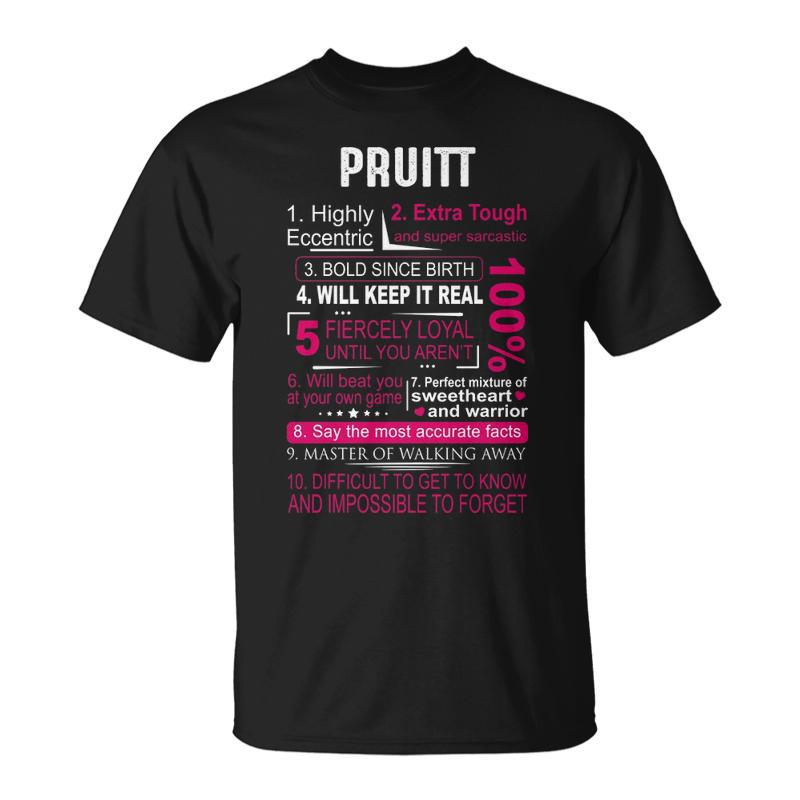 PRUITT
1. Highly
Eccentric
2. Extra Tough
and super sarcastic
3. BOLD SINCE BIRTH
4. WILL KEEP IT REAL
100%
5 FIERCELY LOYAL
UNTIL YOU AREN'T
6. Will beat you
at your own game
7. Perfect mixture of
sweetheart
and warrior
8. Say the most accurate facts
9. MASTER OF WALKING AWAY
10. DIFFICULT TO GET TO KNOW
AND IMPOSSIBLE TO FORGET